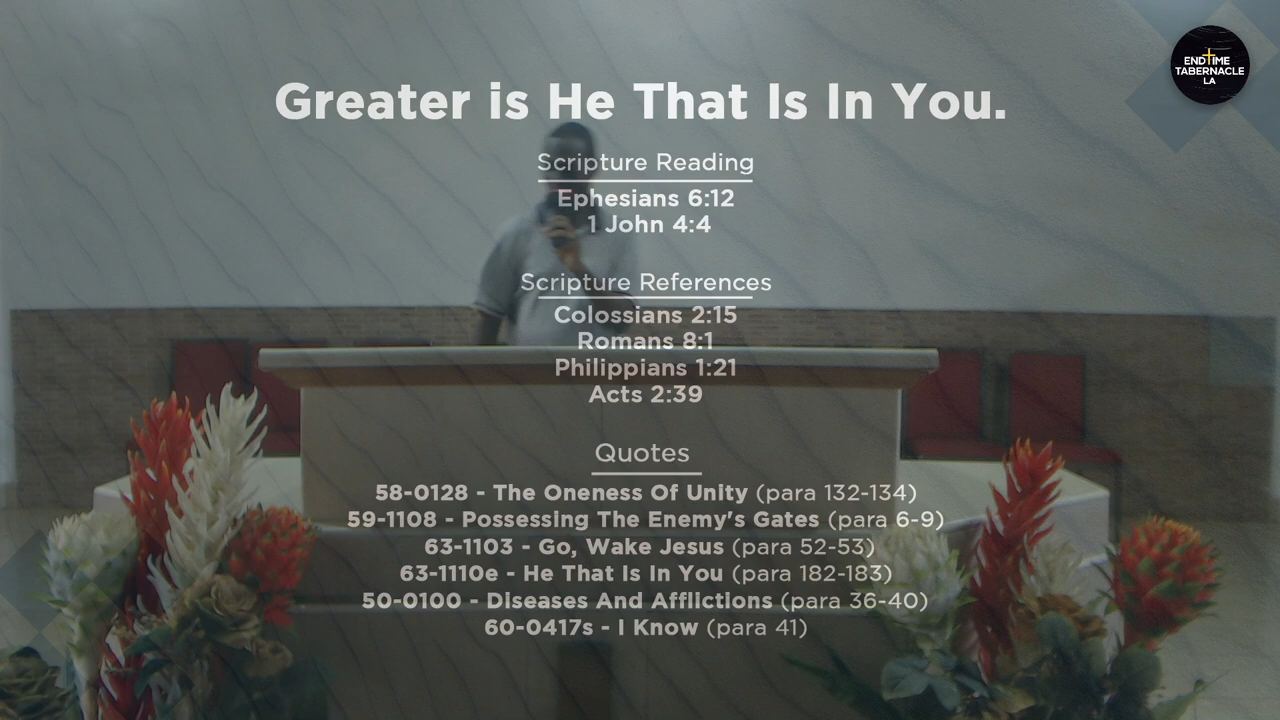 END TIME
TABERNACLE
LA
Greater is He That Is In You.
Scripture Reading
Ephesians 6:12
1 John 4:4
Scripture References
Colossians 2:15
Romans 8:1
Philippians 1:21
Acts 2:39
Quotes
58-0128 - The Oneness Of Unity (para 132-134)
59-1108 - Possessing The Enemy's Gates (para 6-9)
63-1103 - Go, Wake Jesus (para 52-53)
63-1110e - He That Is In You (para 182-183)
50-0100 - Diseases And Afflictions (para 36-40)
60-0417s - I Know (para 41)